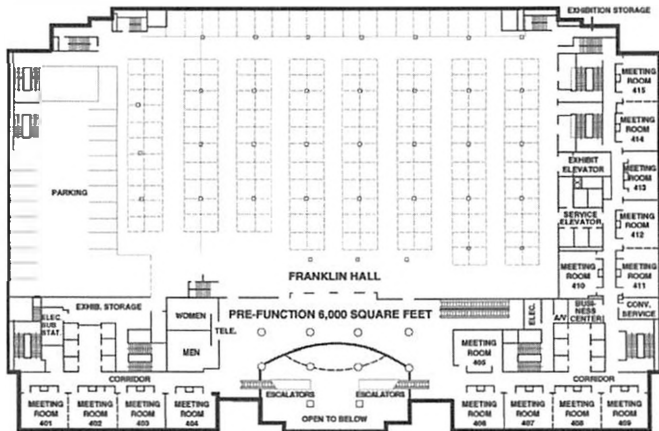 EXHIBITION STORAGE
MEETING
ROOM
415
MEETING
ROOM
414
EXHIBIT
ELEVATOR
MEETING
ROOM
413
PARKING
SERVICE
ELEVATOR
MEETING
ROOM
412
FRANKLIN HALL
MEETING
ROOM
410
MEETING
ROOM
411
EXHIB. STORAGE
ELEC.
SUB
STAT.
WOMEN
TELE.
PRE-FUNCTION 6,000 SQUARE FEET
ELEC.
A/V
BUSI-
NESS
CENTER
CONV.
SERVICE
MEN
MEETING
ROOM
405
CORRIDOR
CORRIDOR
MEETING
ROOM
401
MEETING
ROOM
402
MEETING
ROOM
403
MEETING
ROOM
404
ESCALATORS
ESCALATORS
OPEN TO BELOW
MEETING
ROOM
406
MEETING
ROOM
407
MEETING
ROOM
408
MEETING
ROOM
409